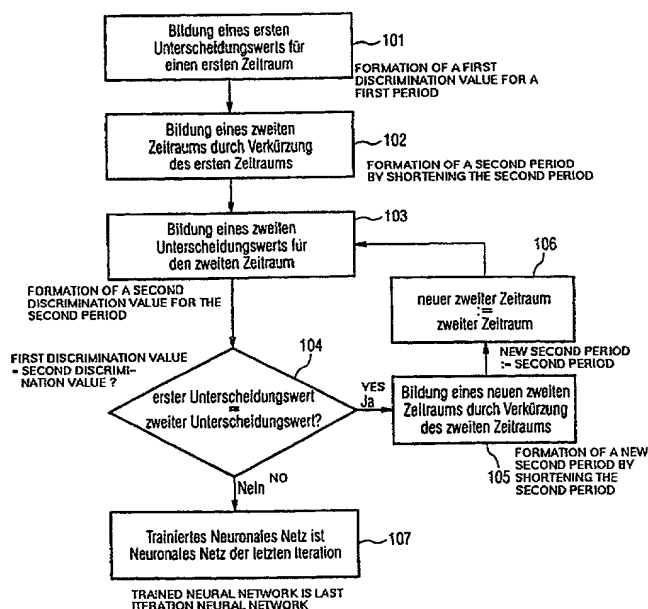 Bildung eines ersten
Unterscheidungswerts für
einen ersten Zeitraum
101
FORMATION OF A FIRST
DISCRIMINATION VALUE FOR A
FIRST PERIOD
Bildung eines zweiten
Zeitraums durch Verkürzung
des ersten Zeitraums
102
FORMATION OF A SECOND PERIOD
BY SHORTENING THE SECOND PERIOD
103
Bildung eines zweiten
Unterscheidungswerts für
den zweiten Zeitraum
FORMATION OF A SECOND
DISCRIMINATION VALUE FOR THE
SECOND PERIOD
106
neuer zweiter Zeitraum
:=
zweiter Zeitraum
NEW SECOND PERIOD
:= SECOND PERIOD
FIRST DISCRIMINATION VALUE
= SECOND DISCRIMI-
NATION VALUE ?
104
erster Unterscheidungswert
=
zweiter Unterscheidungswert?
YES
Ja
Bildung eines neuen zweiten
Zeitraums durch Verkürzung
des zweiten Zeitraums
105
FORMATION OF A NEW
SECOND PERIOD BY
SHORTENING THE
SECOND PERIOD
NO
Nein
Trainiertes Neuronales Netz ist
Neuronales Netz der letzten Iteration
107
TRAINED NEURAL NETWORK IS LAST
ITERATION NEURAL NETWORK